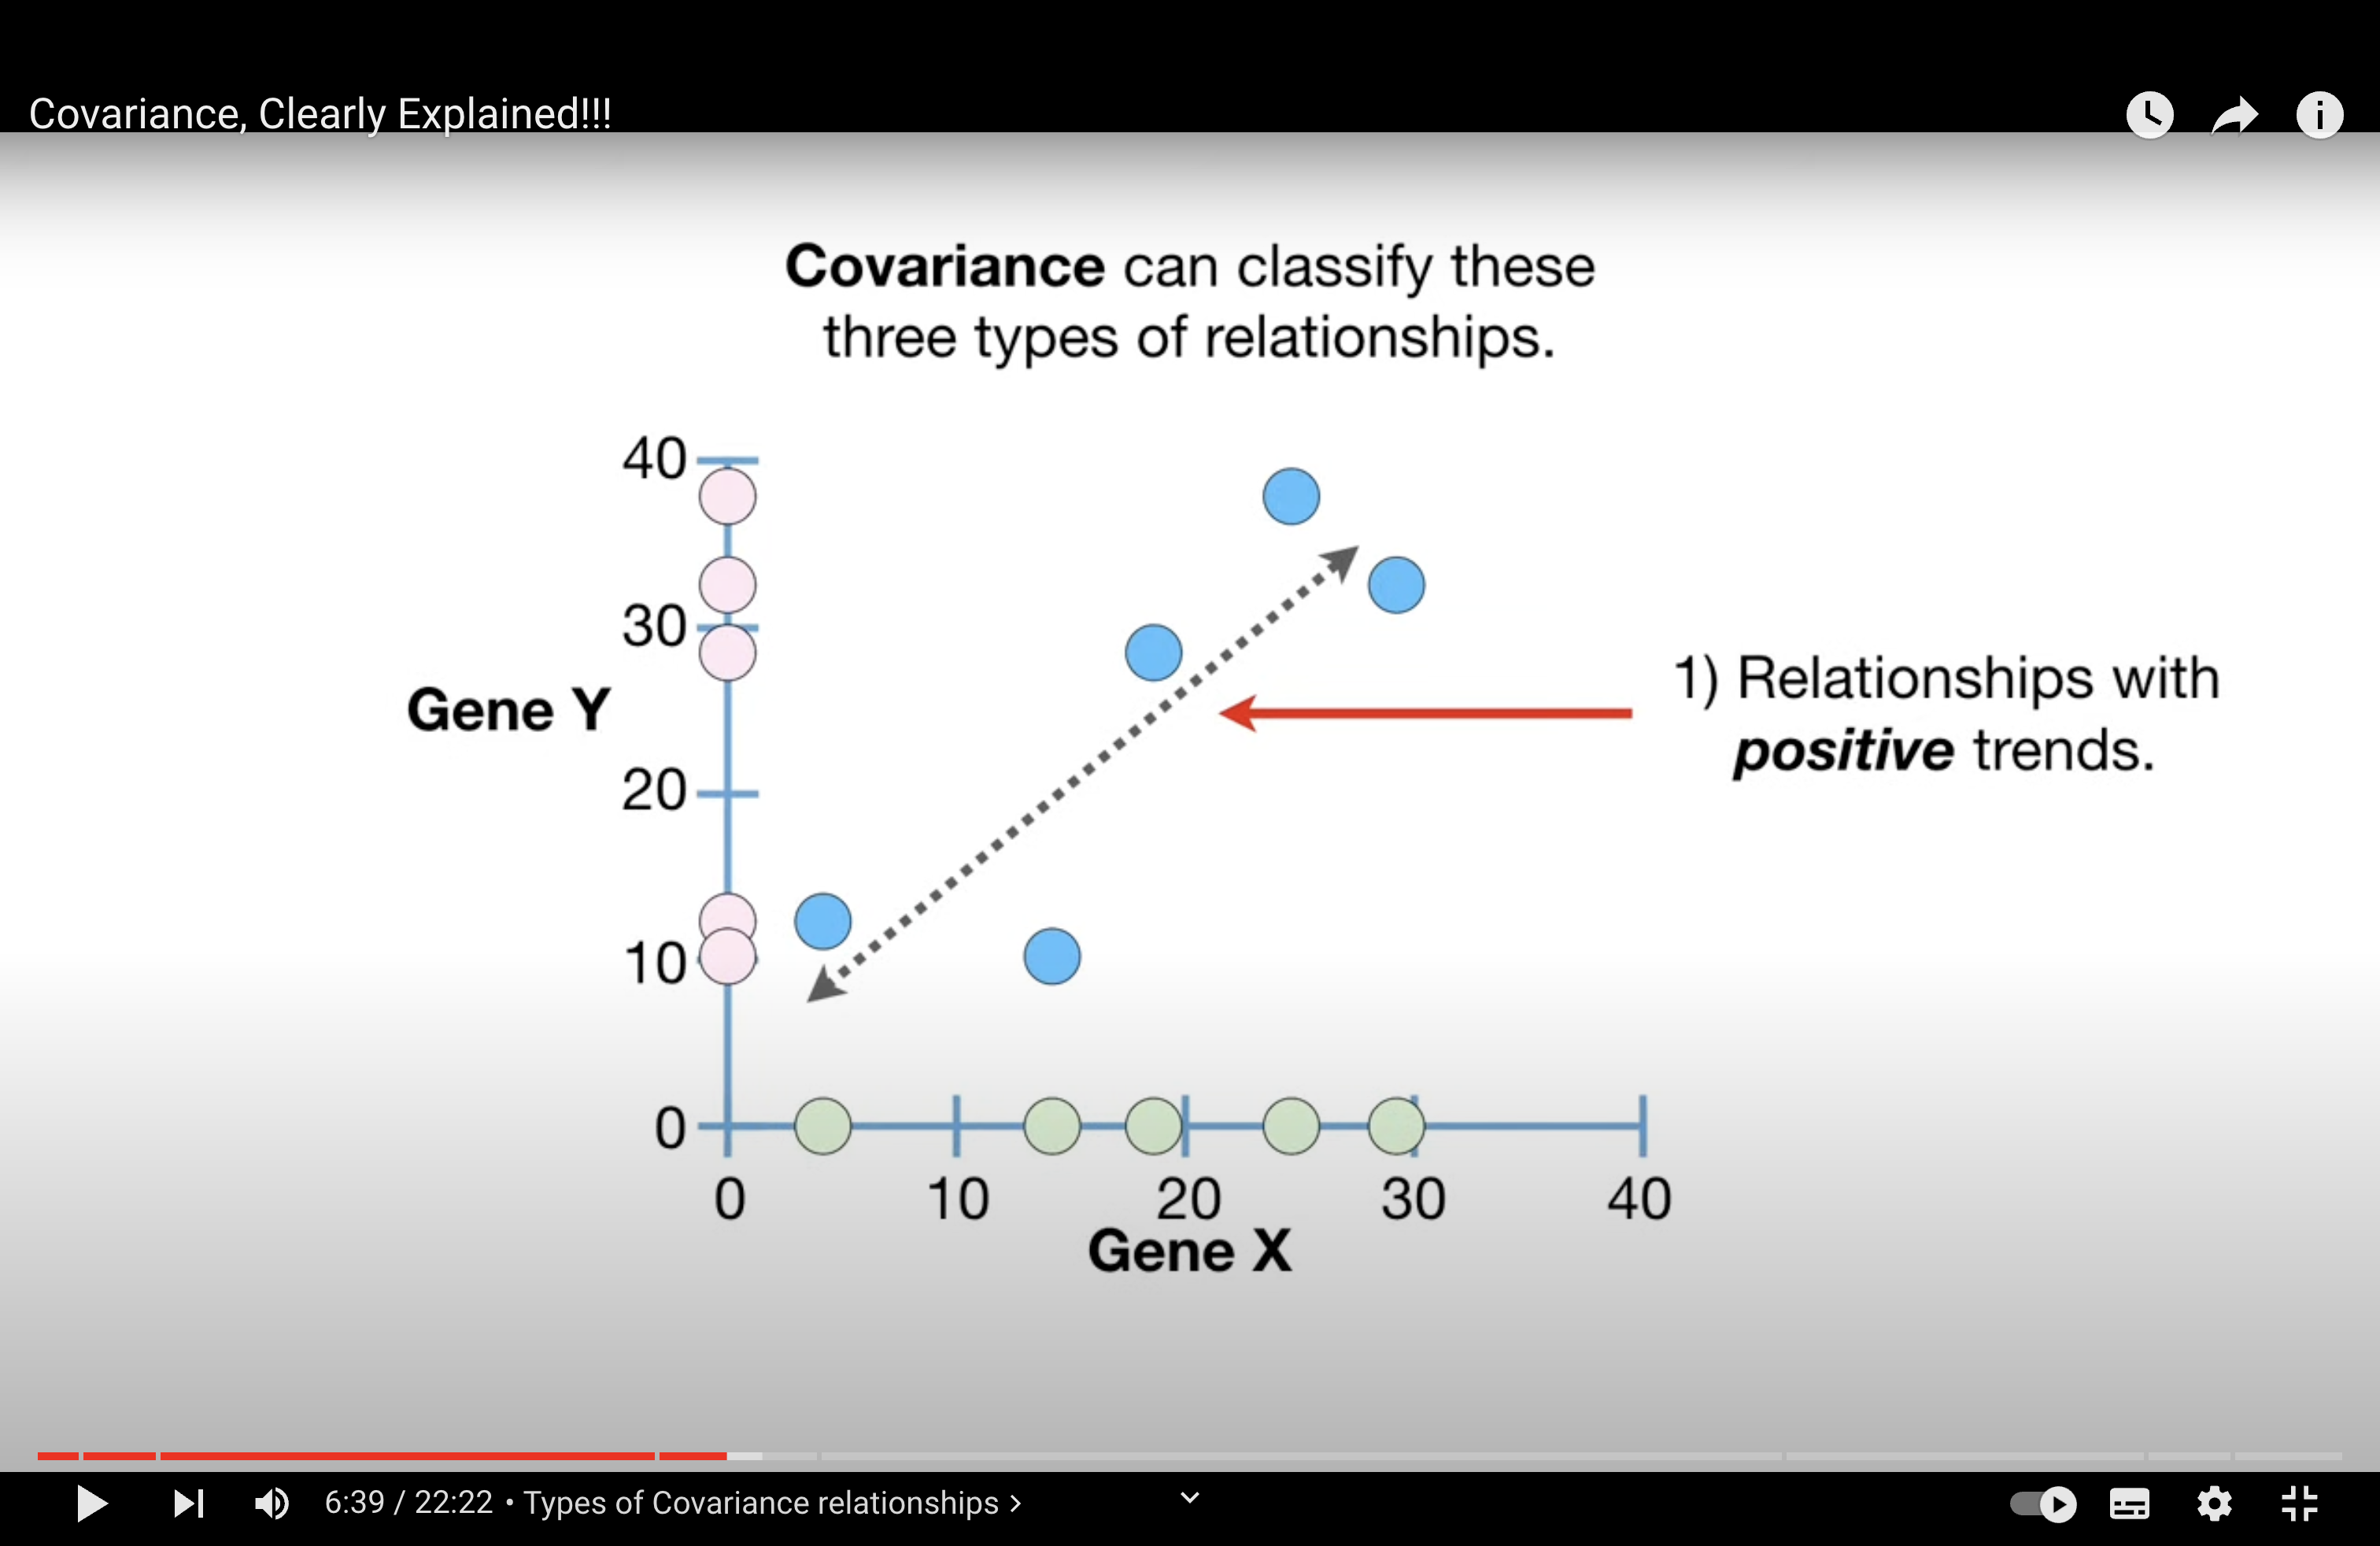 Covariance, Clearly Explained!!!
Covariance can classify these
three types of relationships.
40
30
Gene Y
20
10
0
0 10 20 30 40
Gene X
1) Relationships with
positive trends.
6:39 / 22:22 • Types of Covariance relationships ›